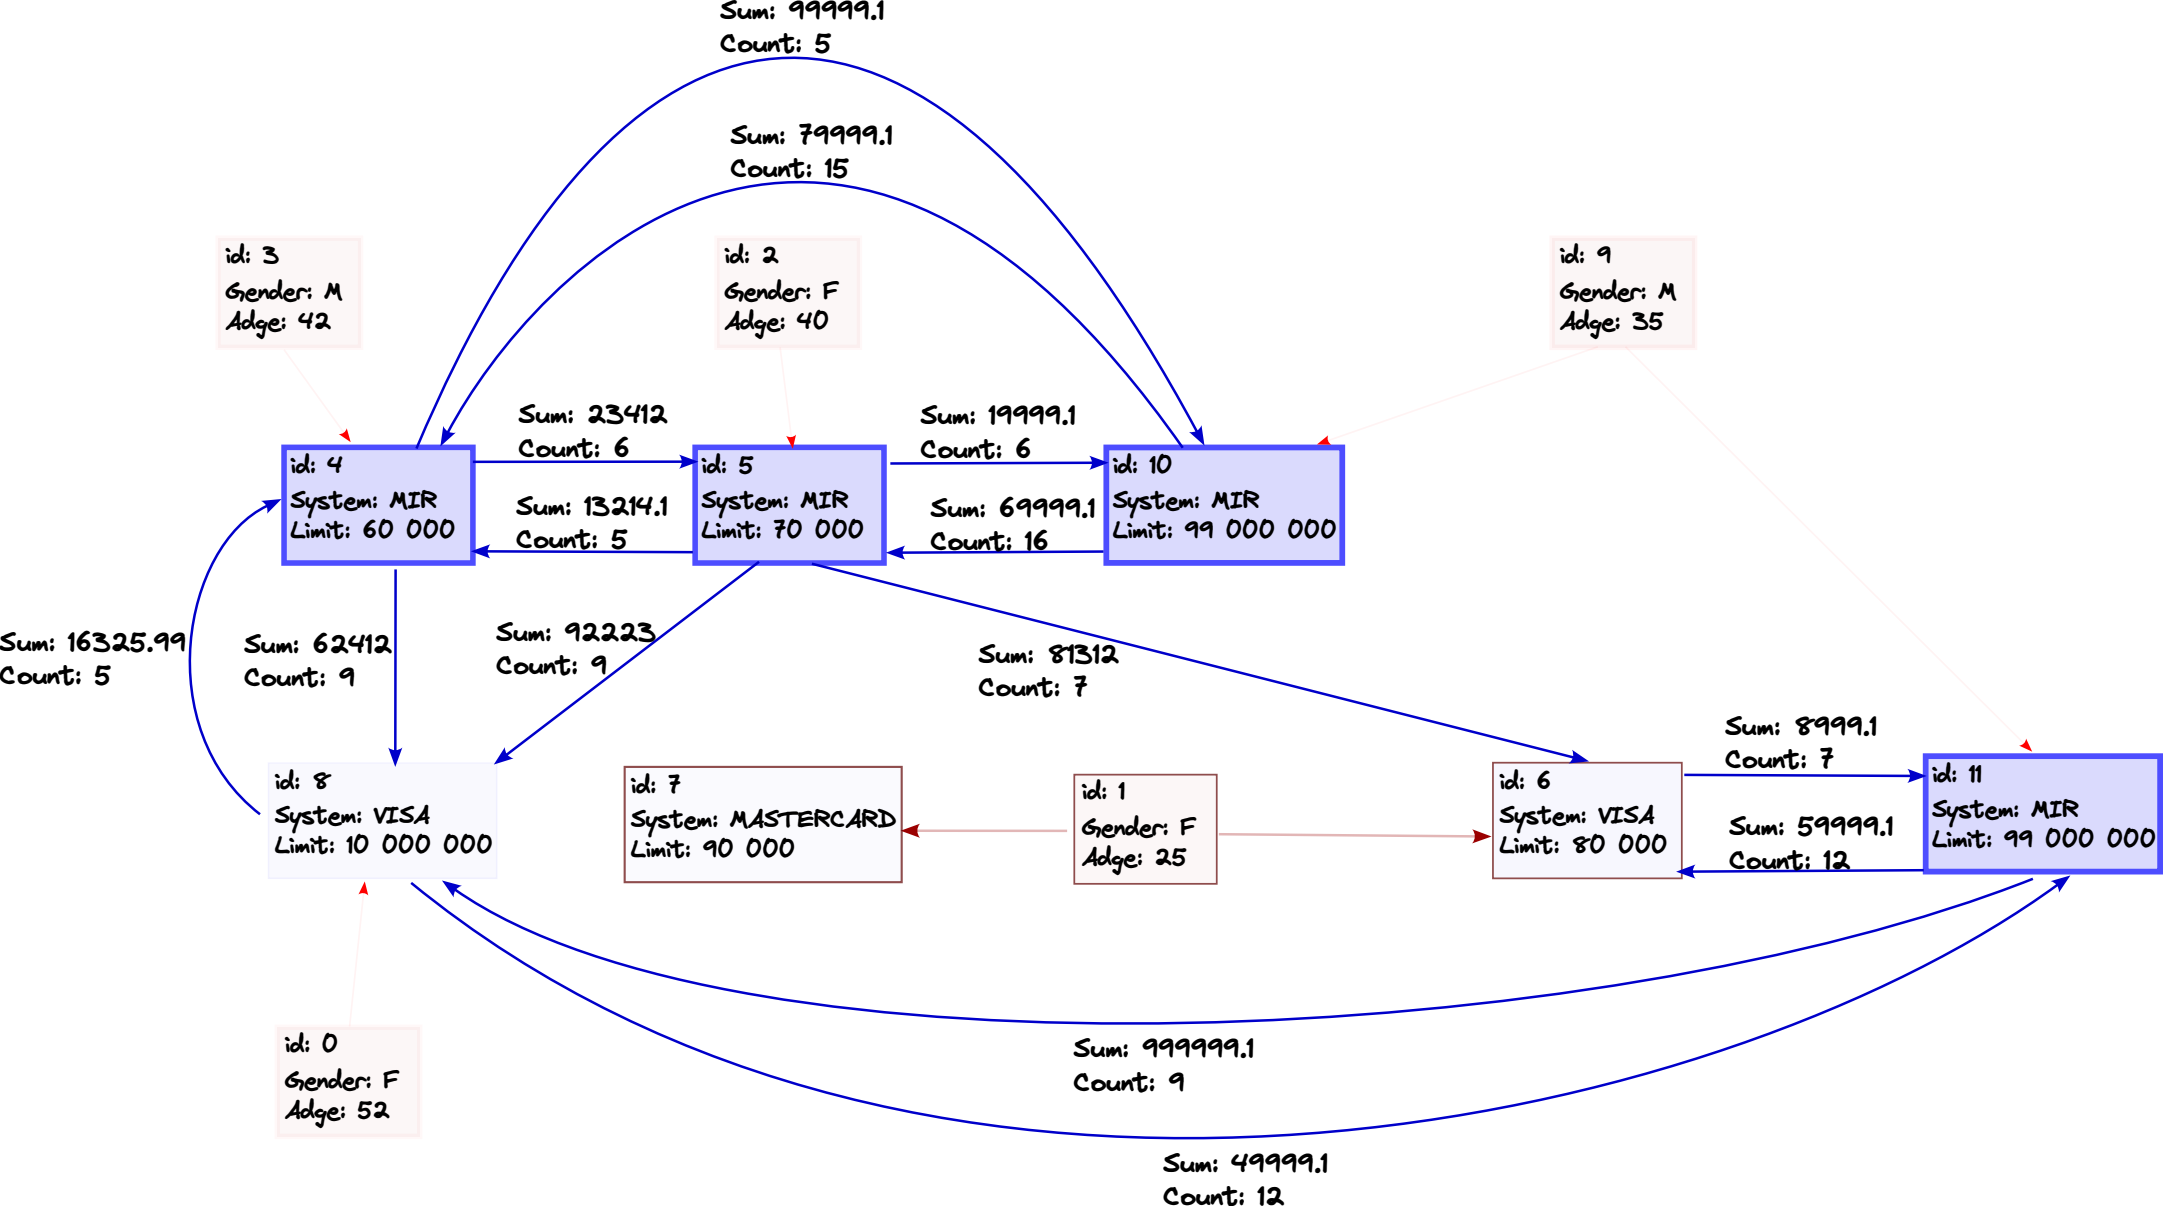 Sum: 99999.1
Count: 5
Sum: 79999.1
Count: 15
id: 3
Gender: M
Adge: 42
id: 2
Gender: F
Adge: 40
id: 9
Gender: M
Adge: 35
Sum: 23412
Count: 6
Sum: 19999.1
Count: 6
id: 4
System: MIR
Limit: 60 000
Sum: 13214.1
Count: 5
id: 5
System: MIR
Limit: 70 000
Sum: 69999.1
Count: 16
id: 10
System: MIR
Limit: 99 000 000
Sum: 16325.99
Count: 5
Sum: 62412
Count: 9
Sum: 92223
Count: 9
Sum: 81312
Count: 7
Sum: 8999.1
Count: 7
id: 8
System: VISA
Limit: 10 000 000
id: 7
System: MASTERCARD
Limit: 90 000
id: 1
Gender: F
Adge: 25
id: 6
System: VISA
Limit: 80 000
Sum: 59999.1
Count: 12
id: 11
System: MIR
Limit: 99 000 000
id: 0
Gender: F
Adge: 52
Sum: 999999.1
Count: 9
Sum: 49999.1
Count: 12